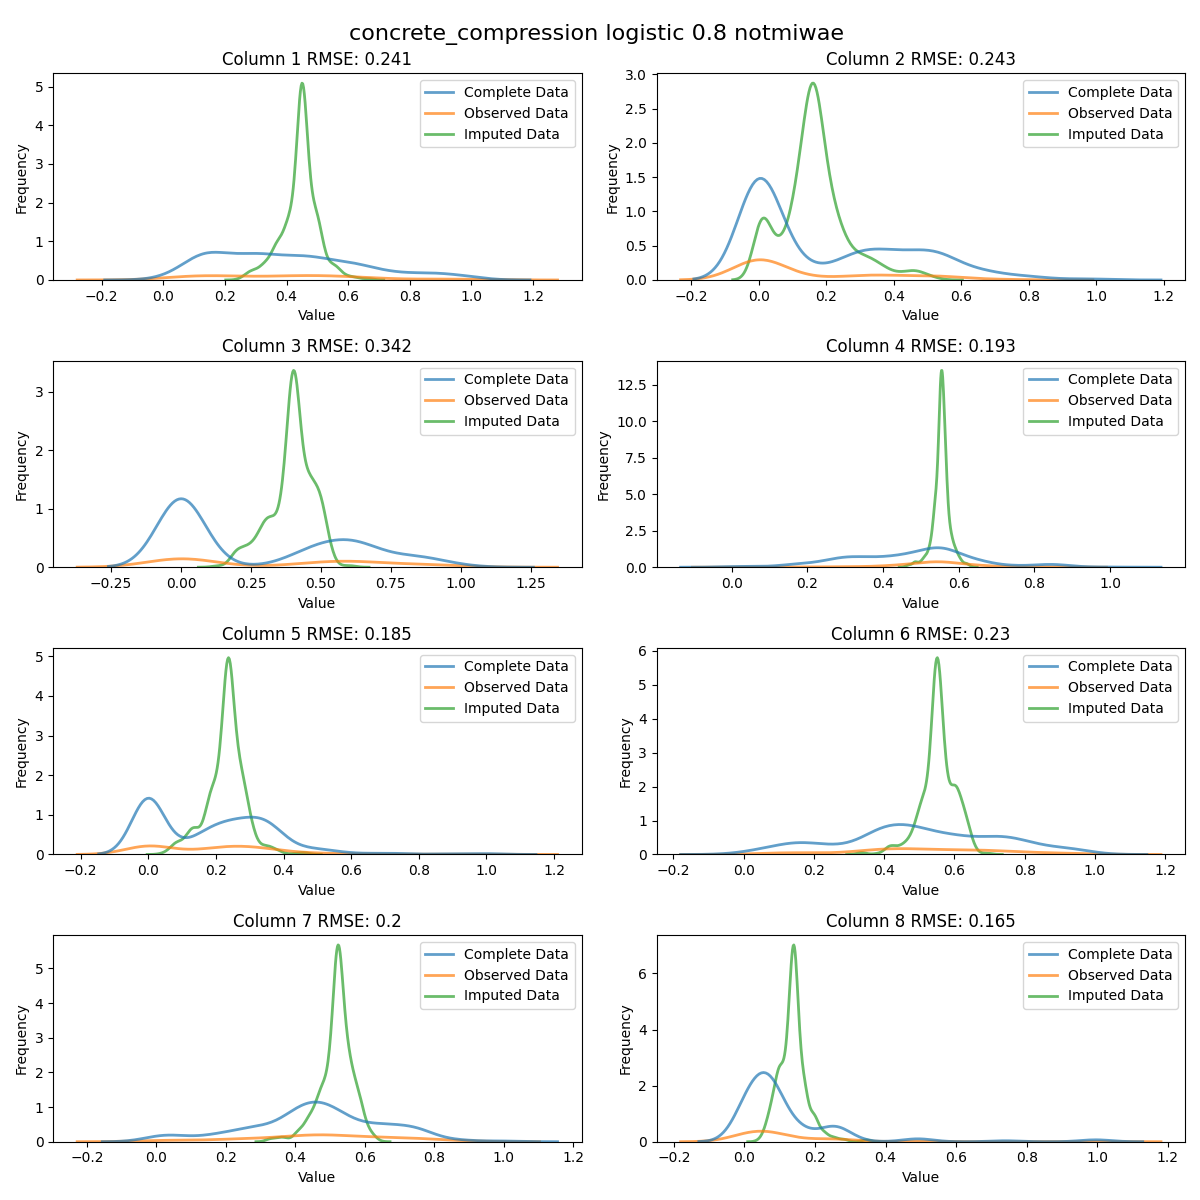 concrete_compression logistic 0.8 notmiwae
Column 1 RMSE: 0.241
Frequency
5
4
3
2
1
0
Complete Data
Observed Data
Imputed Data
−0.2 0.0 0.2 0.4 0.6 0.8 1.0 1.2
Value
Column 2 RMSE: 0.243
Frequency
3.0
2.5
2.0
1.5
1.0
0.5
0.0
Complete Data
Observed Data
Imputed Data
−0.2 0.0 0.2 0.4 0.6 0.8 1.0 1.2
Value
Column 3 RMSE: 0.342
Frequency
3
2
1
0
Complete Data
Observed Data
Imputed Data
−0.25 0.00 0.25 0.50 0.75 1.00 1.25
Value
Column 4 RMSE: 0.193
Frequency
12.5
10.0
7.5
5.0
2.5
0.0
Complete Data
Observed Data
Imputed Data
0.0 0.2 0.4 0.6 0.8 1.0
Value
Column 5 RMSE: 0.185
Frequency
5
4
3
2
1
0
Complete Data
Observed Data
Imputed Data
−0.2 0.0 0.2 0.4 0.6 0.8 1.0 1.2
Value
Column 6 RMSE: 0.23
Frequency
6
5
4
3
2
1
0
Complete Data
Observed Data
Imputed Data
−0.2 0.0 0.2 0.4 0.6 0.8 1.0 1.2
Value
Column 7 RMSE: 0.2
Frequency
5
4
3
2
1
0
Complete Data
Observed Data
Imputed Data
−0.2 0.0 0.2 0.4 0.6 0.8 1.0 1.2
Value
Column 8 RMSE: 0.165
Frequency
6
4
2
0
Complete Data
Observed Data
Imputed Data
−0.2 0.0 0.2 0.4 0.6 0.8 1.0 1.2
Value